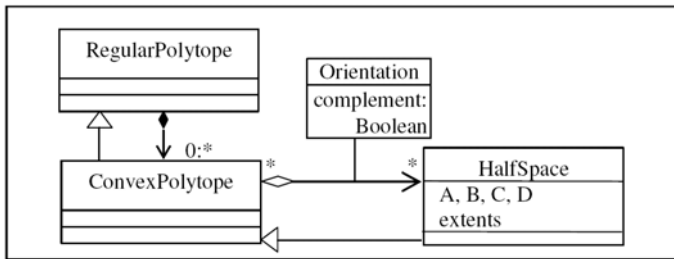 RegularPolytope
Orientation
complement:
Boolean
0:*
*
*
ConvexPolytope
HalfSpace
A, B, C, D
extents